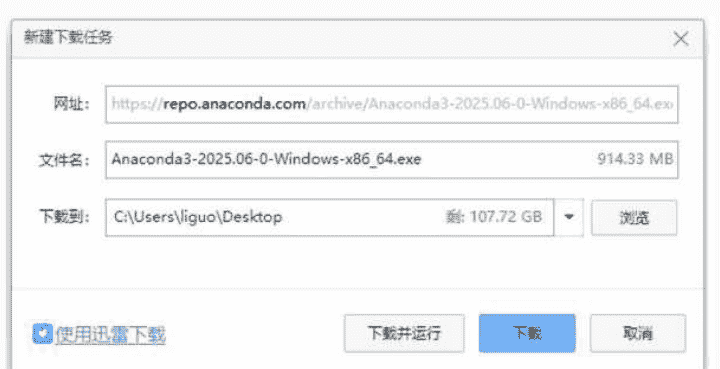 新建下载任务
网址: https://repo.anaconda.com/archive/Anaconda3-2025.06-0-Windows-x86_64.exe
文件名: Anaconda3-2025.06-0-Windows-x86_64.exe 914.33 MB
下载到: C:\Users\liguo\Desktop 剩: 107.72 GB 浏览
使用迅雷下载 下载并运行 下载 取消